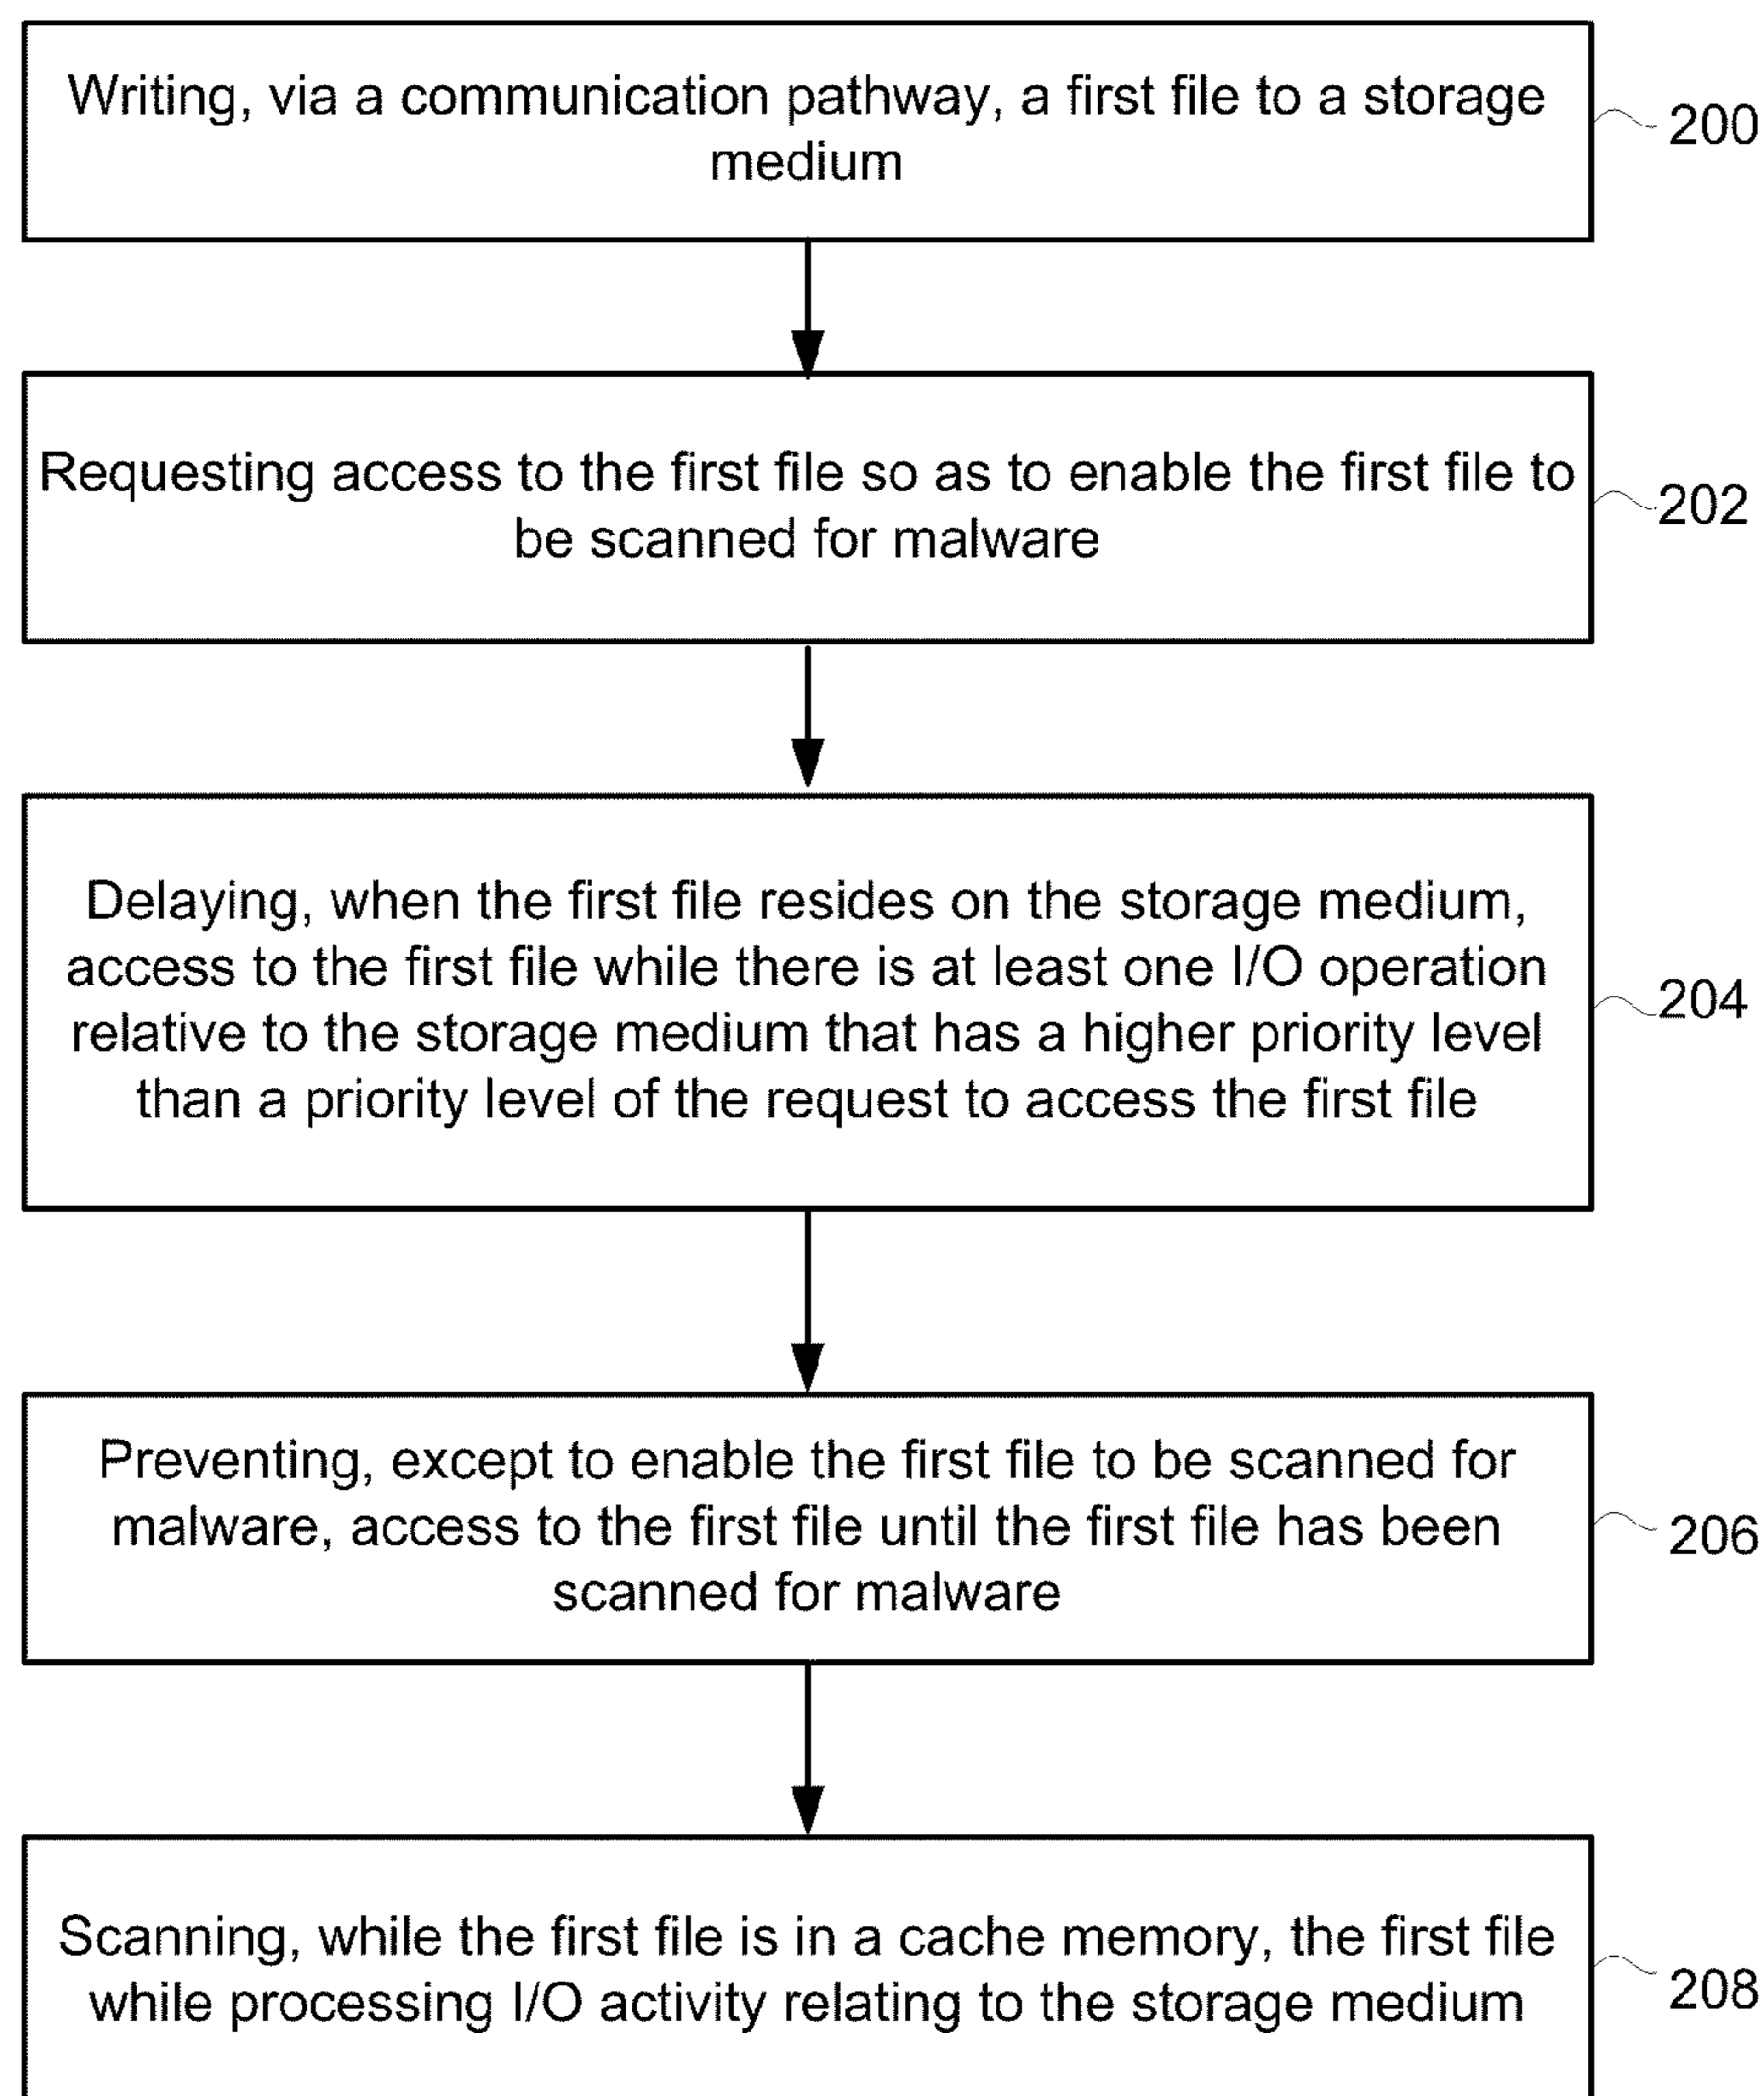 Writing, via a communication pathway, a first file to a storage
medium
200
Requesting access to the first file so as to enable the first file to
be scanned for malware
202
Delaying, when the first file resides on the storage medium,
access to the first file while there is at least one I/O operation
relative to the storage medium that has a higher priority level
than a priority level of the request to access the first file
204
Preventing, except to enable the first file to be scanned for
malware, access to the first file until the first file has been
scanned for malware
206
Scanning, while the first file is in a cache memory, the first file
while processing I/O activity relating to the storage medium
208